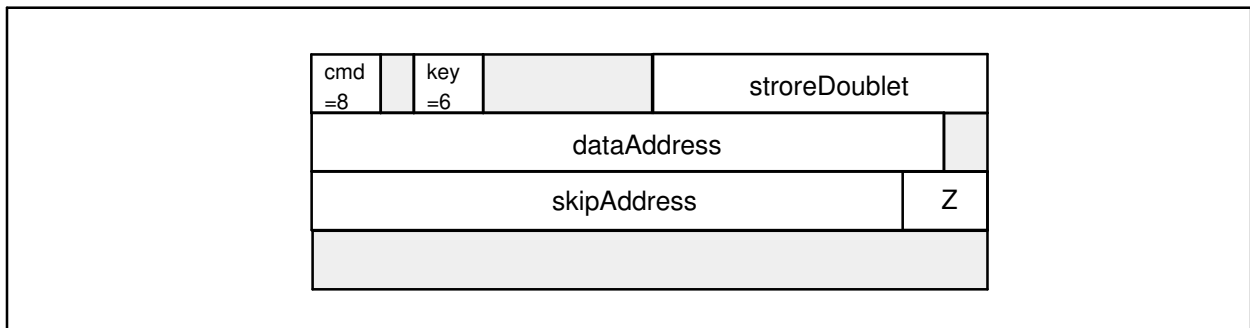 cmd
=8
key
=6
stroreDoublet
dataAddress
skipAddress
Z